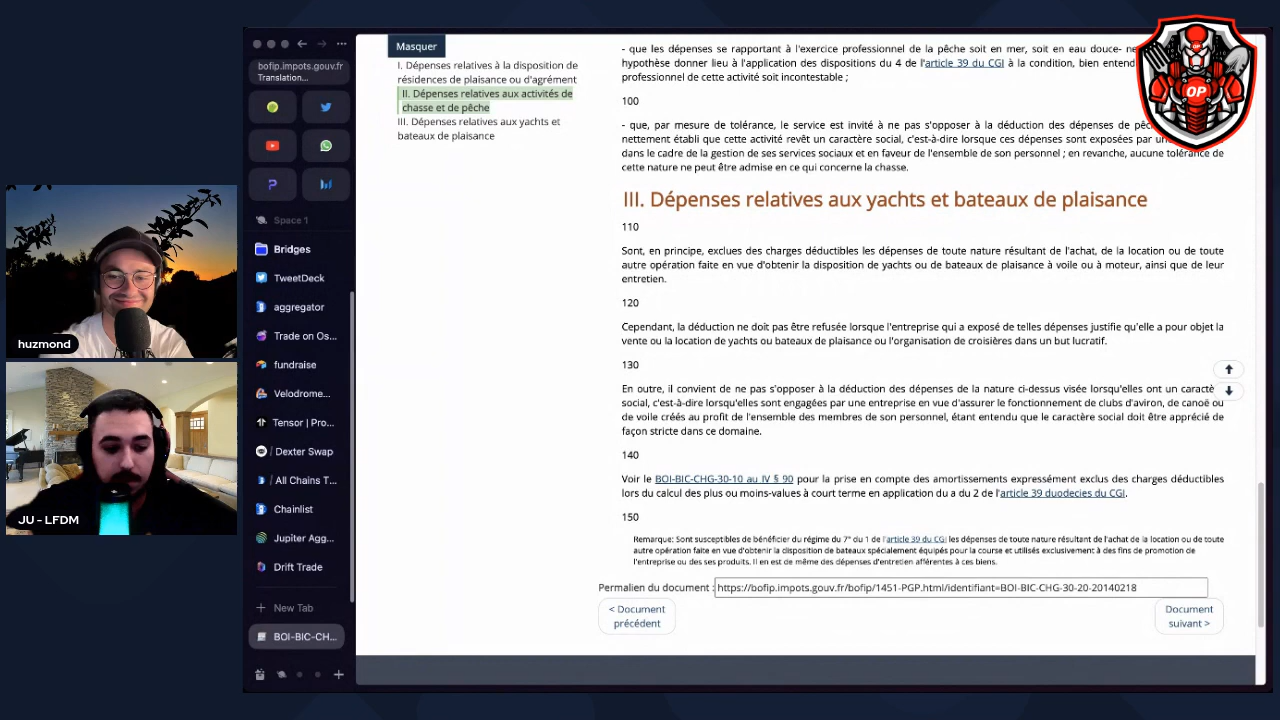 Masquer
bofip.impots.gouv.fr
Translation...
Space 1
Bridges
TweetDeck
aggregator
Trade on Os...
fundraise
Velodrome...
Tensor | Pro...
/ Dexter Swap
/ All Chains T...
Chainlist
Jupiter Agg...
Drift Trade
New Tab
BOI-BIC-CH...
I. Dépenses relatives à la disposition de
résidences de plaisance ou d'agrément
II. Dépenses relatives aux activités de
chasse et de pêche
III. Dépenses relatives aux yachts et
bateaux de plaisance
- que les dépenses se rapportant à l'exercice professionnel de la pêche soit en mer, soit en eau douce-
hypothèse donner lieu à l'application des dispositions du 4 de l'article 39 du CGI à la condition, bien
professionnel de cette activité soit incontestable ;
100
- que, par mesure de tolérance, le service est invité à ne pas s'opposer à la déduction des dépenses de
nettement établi que cette activité revêt un caractère social, c'est-à-dire lorsque ces dépenses sont exposées par
dans le cadre de la gestion de ses services sociaux et en faveur de l'ensemble de son personnel ; en revanche, aucune tolérance de
cette nature ne peut être admise en ce qui concerne la chasse.
III. Dépenses relatives aux yachts et bateaux de plaisance
110
Sont, en principe, exclues des charges déductibles les dépenses de toute nature résultant de l'achat, de la location ou de toute
autre opération faite en vue d'obtenir la disposition de yachts ou de bateaux de plaisance à voile ou à moteur, ainsi que de leur
entretien.
120
Cependant, la déduction ne doit pas être refusée lorsque l'entreprise qui a exposé de telles dépenses justifie qu'elle a pour objet la
vente ou la location de yachts ou bateaux de plaisance ou l'organisation de croisières dans un but lucratif.
130
En outre, il convient de ne pas s'opposer à la déduction des dépenses de la nature ci-dessus visée lorsqu'elles ont un caractè
social, c'est-à-dire lorsqu'elles sont engagées par une entreprise en vue d'assurer le fonctionnement de clubs d'aviron, de canoë ou
de voile créés au profit de l'ensemble des membres de son personnel, étant entendu que le caractère social doit être apprécié de
façon stricte dans ce domaine.
140
Voir le BOI-BIC-CHG-30-10 au IV § 90 pour la prise en compte des amortissements expressément exclus des charges déductibles
lors du calcul des plus ou moins-values à court terme en application du a du 2 de l'article 39 duodecies du CGI.
150
Remarque: Sont susceptibles de bénéficier du régime du 7° du 1 de l'article 39 du CGI les dépenses de toute nature résultant de l'achat de la location ou de toute
autre opération faite en vue d'obtenir la disposition de bateaux spécialement équipés pour la course et utilisés exclusivement à des fins de promotion de
l'entreprise ou des ses produits. Il en est de même des dépenses d'entretien afférentes à ces biens.
Permalien du document : https://bofip.impots.gouv.fr/bofip/1451-PGP.html/identifiant=BOI-BIC-CHG-30-20-20140218
< Document
précédent
Document
suivant >
huzmond
JU - LFDM
OP
OP